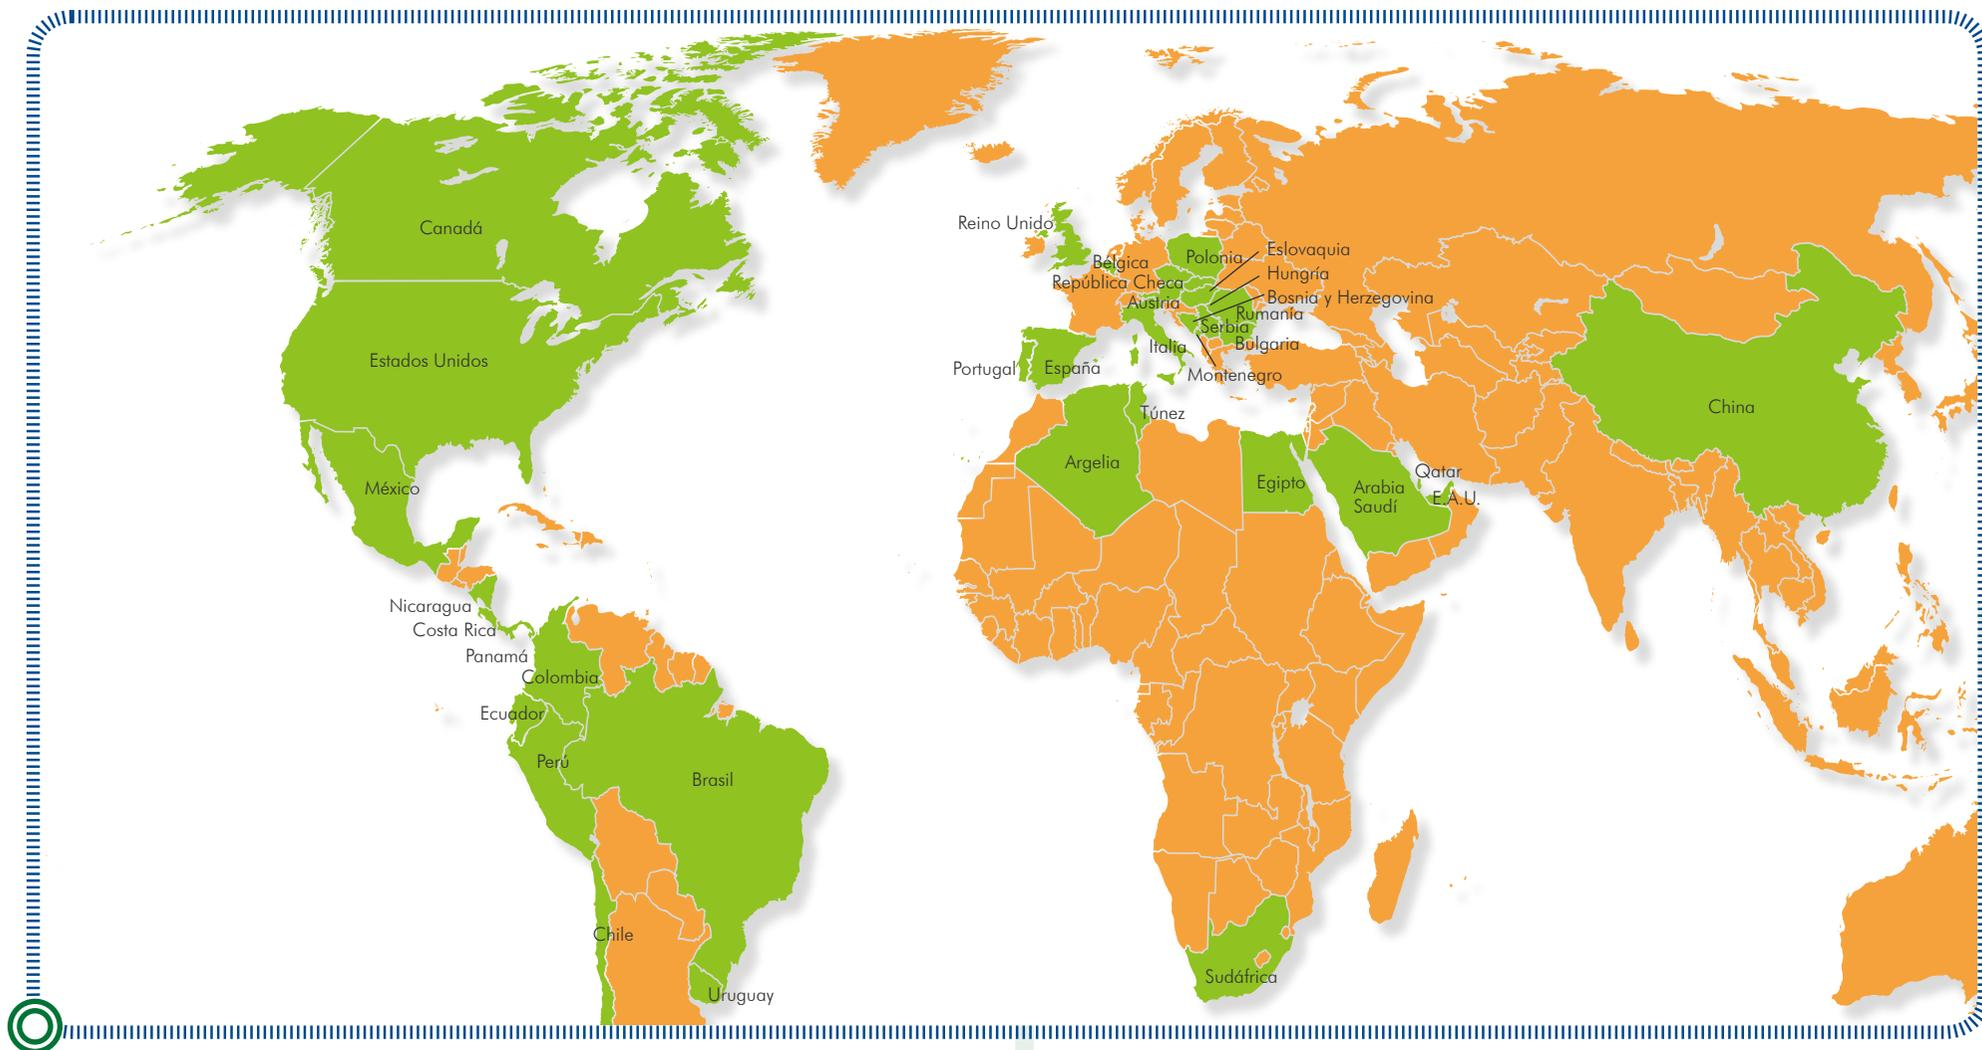 Canadá
Estados Unidos
México
Nicaragua
Costa Rica
Panamá
Colombia
Ecuador
Perú
Brasil
Chile
Uruguay
Reino Unido
Bélgica
Polonia
Eslovaquia
República Checa
Hungría
Austria
Bosnia y Herzegovina
Rumania
Serbia
Italia
Bulgaria
Portugal
España
Montenegro
Túnez
Argelia
Egipto
Arabia
Saudí
Qatar
E.A.U.
China
Sudáfrica